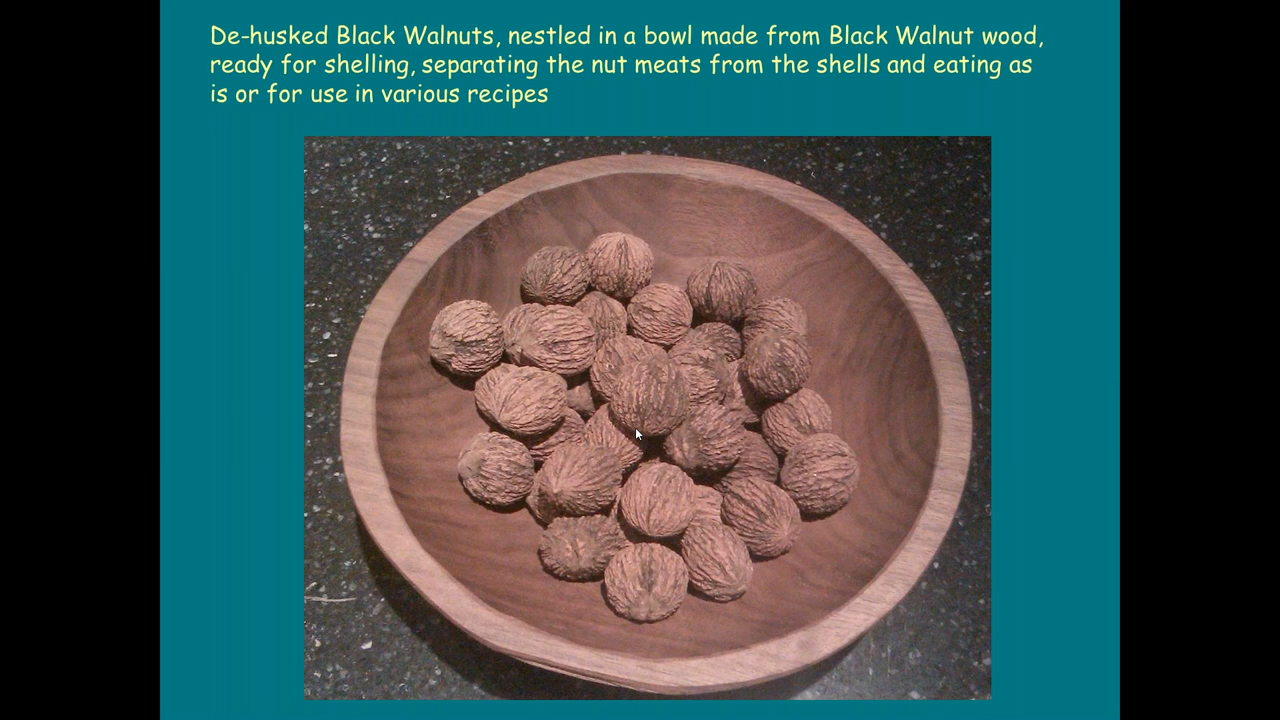 De-husked Black Walnuts, nestled in a bowl made from Black Walnut wood,
ready for shelling, separating the nut meats from the shells and eating as
is or for use in various recipes